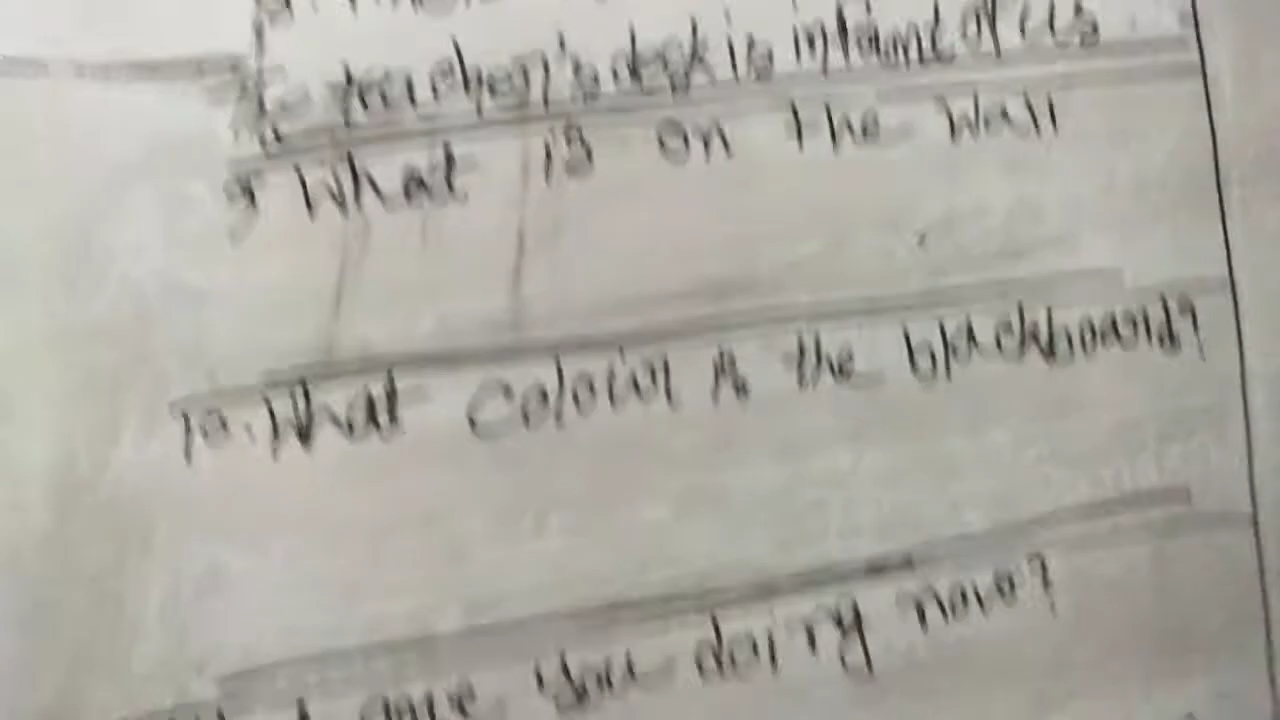 teacher's desk is in front of us
9 What is on the wall
10. What colour is the blackboard?
are you doing now?